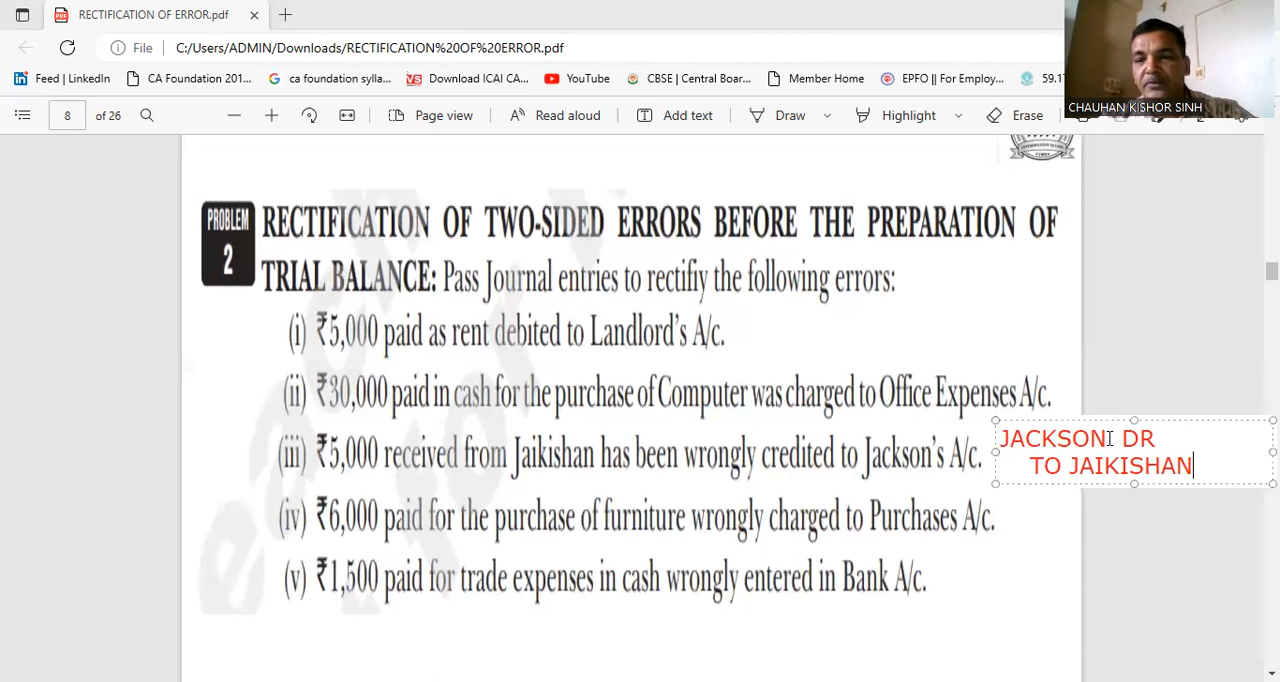 RECTIFICATION OF ERROR.pdf
File C:/Users/ADMIN/Downloads/RECTIFICATION%20OF%20ERROR.pdf
Feed | LinkedIn CA Foundation 201... ca foundation sylla... Download ICAI CA... YouTube CBSE | Central Boar... Member Home EPFO || For Employ... 59.17
CHAUHAN KISHOR SINH
8 of 26 Page view Read aloud Add text Draw Highlight Erase
PROBLEM 2 RECTIFICATION OF TWO-SIDED ERRORS BEFORE THE PREPARATION OF
TRIAL BALANCE: Pass Journal entries to rectifiy the following errors:
(i) ₹5,000 paid as rent debited to Landlord's A/c.
(ii) ₹30,000 paid in cash for the purchase of Computer was charged to Office Expenses A/c.
(iii) ₹5,000 received from Jaikishan has been wrongly credited to Jackson's A/c.
JACKSON DR
TO JAIKISHAN
(iv) ₹6,000 paid for the purchase of furniture wrongly charged to Purchases A/c.
(v) ₹1,500 paid for trade expenses in cash wrongly entered in Bank A/c.